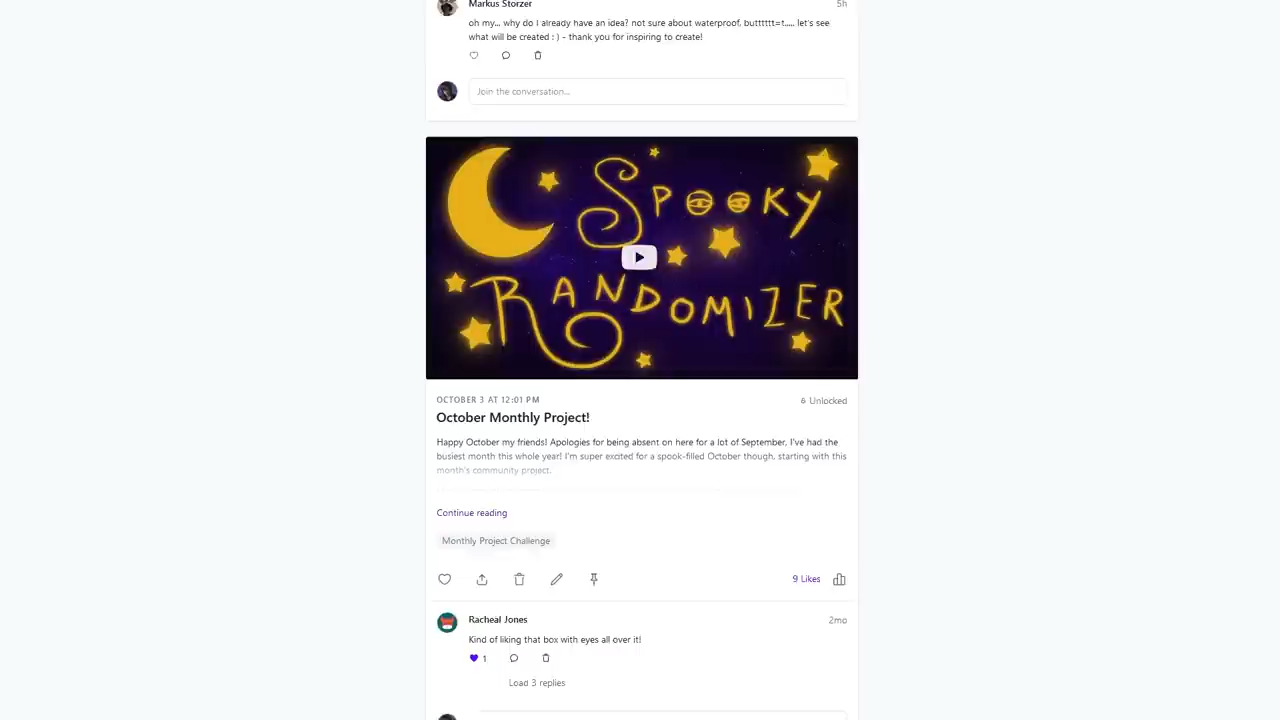 Markus Storzer
5h
oh my... why do I already have an idea? not sure about waterproof, butttttt=t..... let's see
what will be created : ) - thank you for inspiring to create!
Join the conversation...
SPOOKY
RANDOMIZER
OCTOBER 3 AT 12:01 PM
Unlocked
October Monthly Project!
Happy October my friends! Apologies for being absent on here for a lot of September, I've had the
busiest month this whole year! I'm super excited for a spook-filled October though, starting with this
month's community project.
Continue reading
Monthly Project Challenge
9 Likes
Racheal Jones
2mo
Kind of liking that box with eyes all over it!
1
Load 3 replies